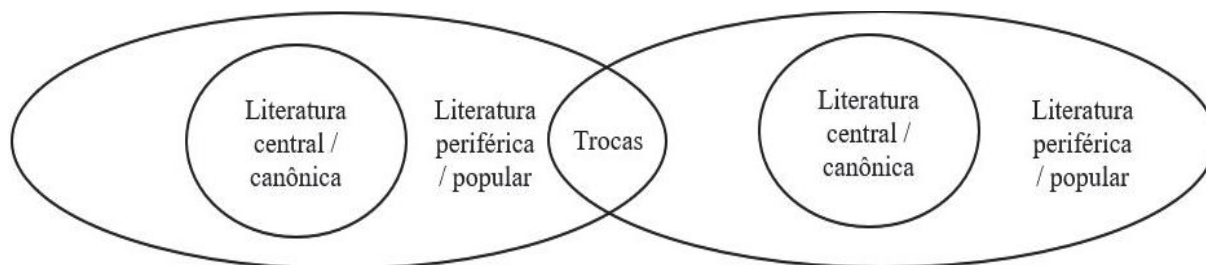 Literatura
central /
canônica
Literatura
periférica
/ popular
Trocas
Literatura
central /
canônica
Literatura
periférica
/ popular